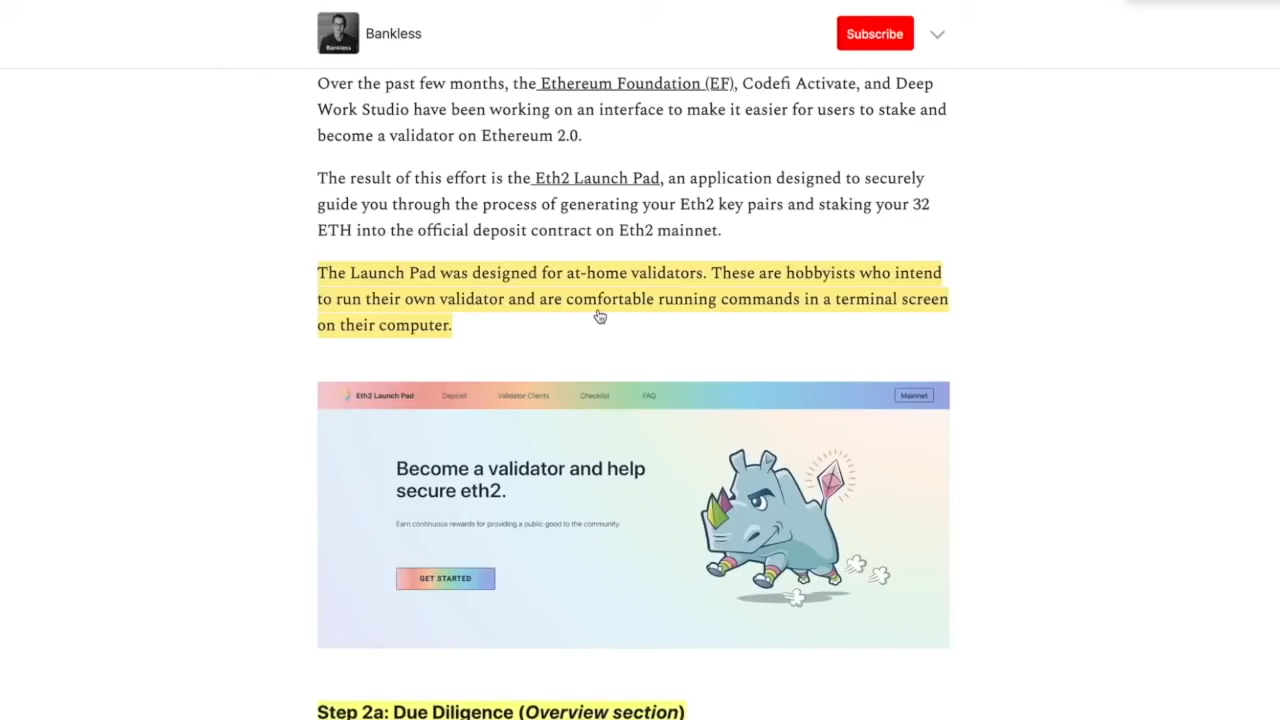 Bankless
Bankless
Subscribe
Over the past few months, the Ethereum Foundation (EF), Codefi Activate, and Deep
Work Studio have been working on an interface to make it easier for users to stake and
become a validator on Ethereum 2.0.
The result of this effort is the Eth2 Launch Pad, an application designed to securely
guide you through the process of generating your Eth2 key pairs and staking your 32
ETH into the official deposit contract on Eth2 mainnet.
The Launch Pad was designed for at-home validators. These are hobbyists who intend
to run their own validator and are comfortable running commands in a terminal screen
on their computer.
Eth2 Launch Pad Deposit Validator Clients Checklist FAQ Mainnet
Become a validator and help
secure eth2.
Earn continuous rewards for providing a public good to the community.
GET STARTED
Step 2a: Due Diligence (Overview section)